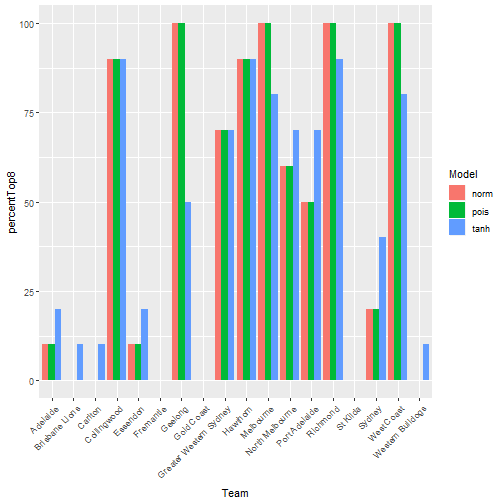 percentTop8
100
75
50
25
0
Adelaide
Brisbane Lions
Carlton
Collingwood
Essendon
Fremantle
Geelong
Gold Coast
Greater Western Sydney
Hawthorn
Melbourne
North Melbourne
Port Adelaide
Richmond
St Kilda
Sydney
West Coast
Western Bulldogs
Team
Model
norm
pois
tanh